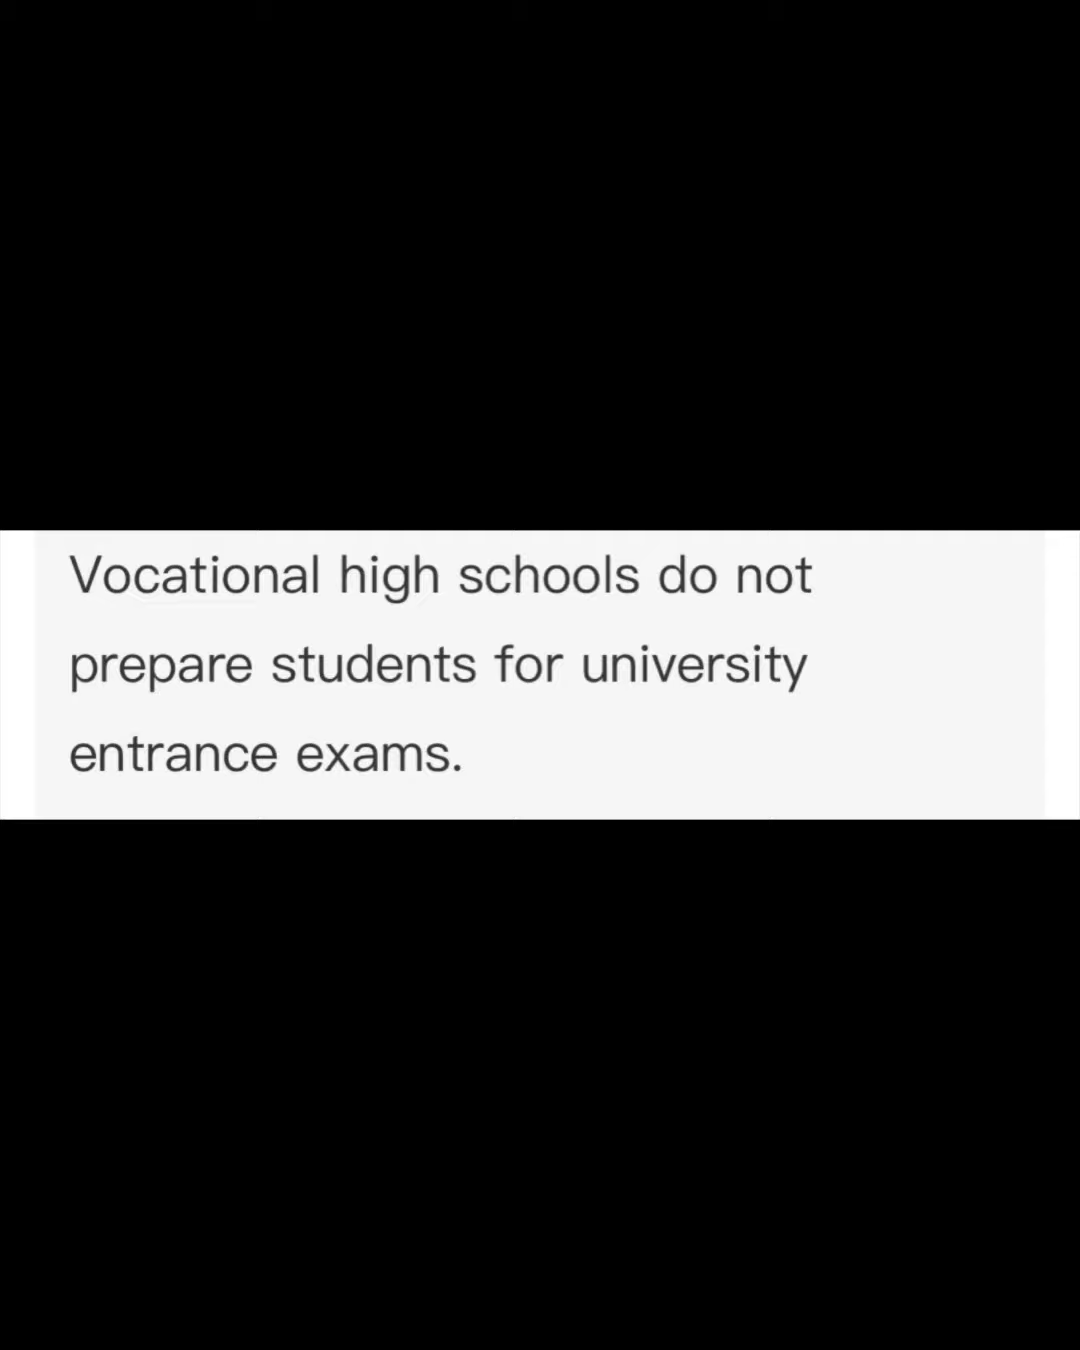 Vocational high schools do not
prepare students for university
entrance exams.